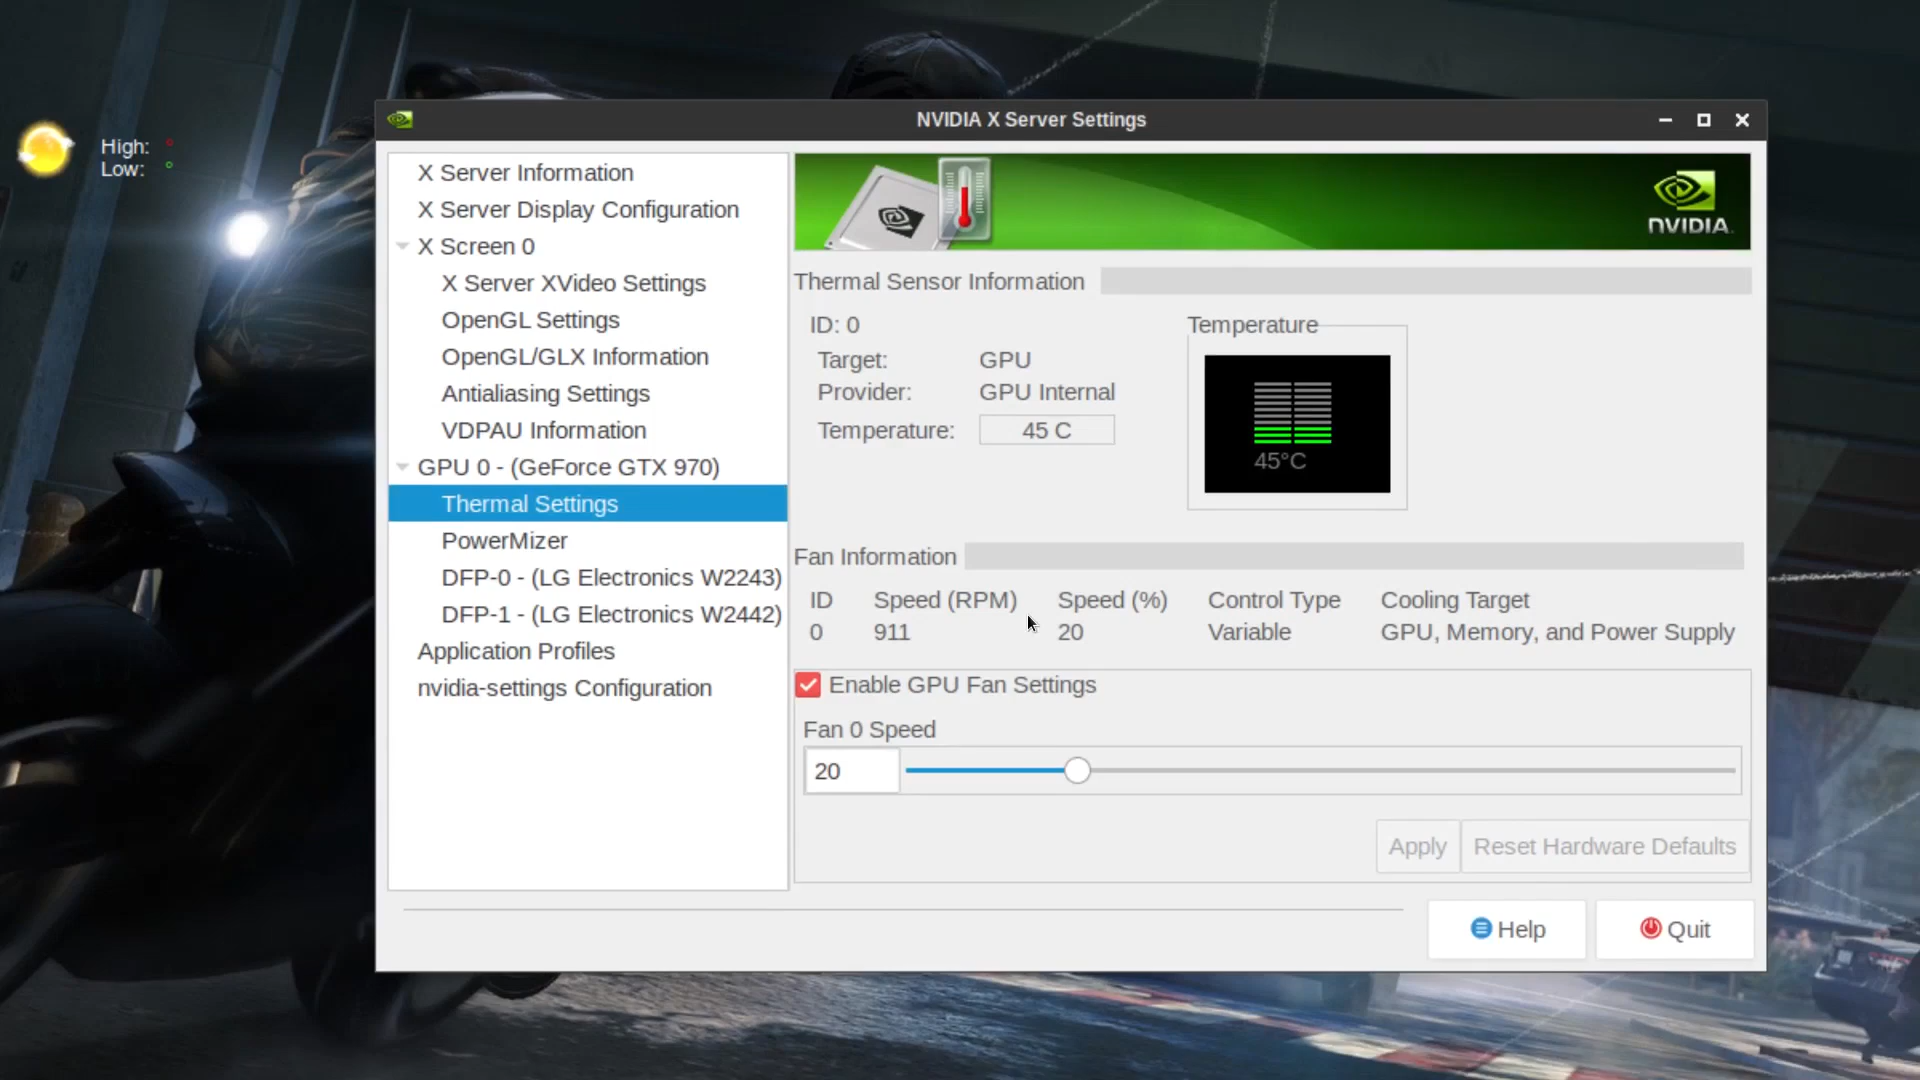 NVIDIA X Server Settings
High: °
Low: °
X Server Information
X Server Display Configuration
X Screen 0
X Server XVideo Settings
OpenGL Settings
OpenGL/GLX Information
Antialiasing Settings
VDPAU Information
GPU 0 - (GeForce GTX 970)
Thermal Settings
PowerMizer
DFP-0 - (LG Electronics W2243)
DFP-1 - (LG Electronics W2442)
Application Profiles
nvidia-settings Configuration
NVIDIA
Thermal Sensor Information
ID: 0
Target: GPU
Provider: GPU Internal
Temperature: 45 C
Temperature
45°C
Fan Information
ID Speed (RPM) Speed (%) Control Type Cooling Target
0 911 20 Variable GPU, Memory, and Power Supply
Enable GPU Fan Settings
Fan 0 Speed
20
Apply Reset Hardware Defaults
Help Quit